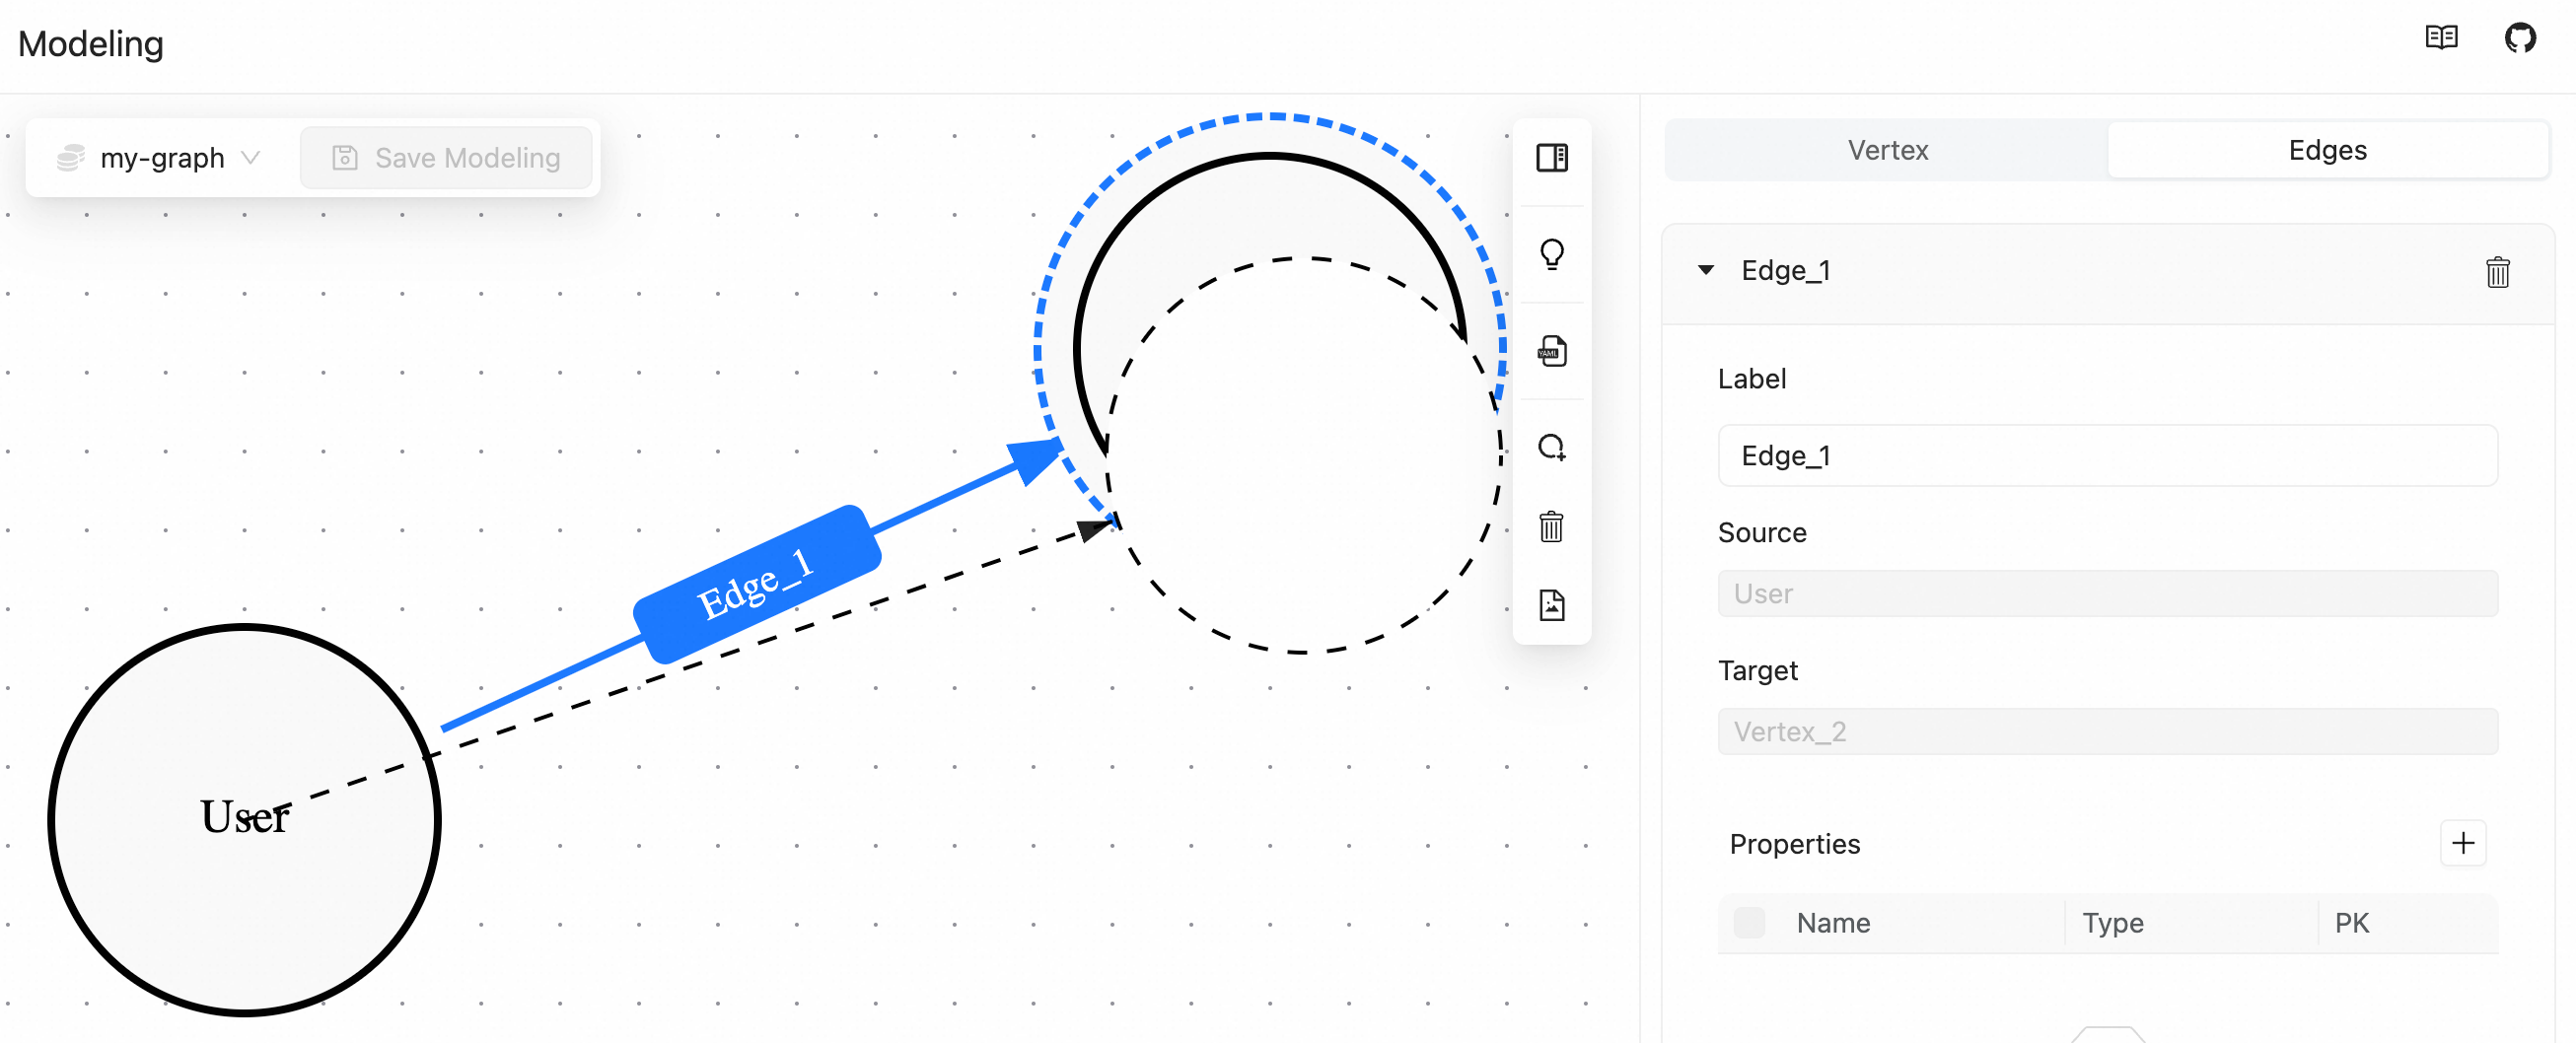 Modeling
my-graph
Save Modeling
Edge_1
User
YAML
Vertex
Edges
Edge_1
Label
Edge_1
Source
User
Target
Vertex_2
Properties
Name
Type
PK